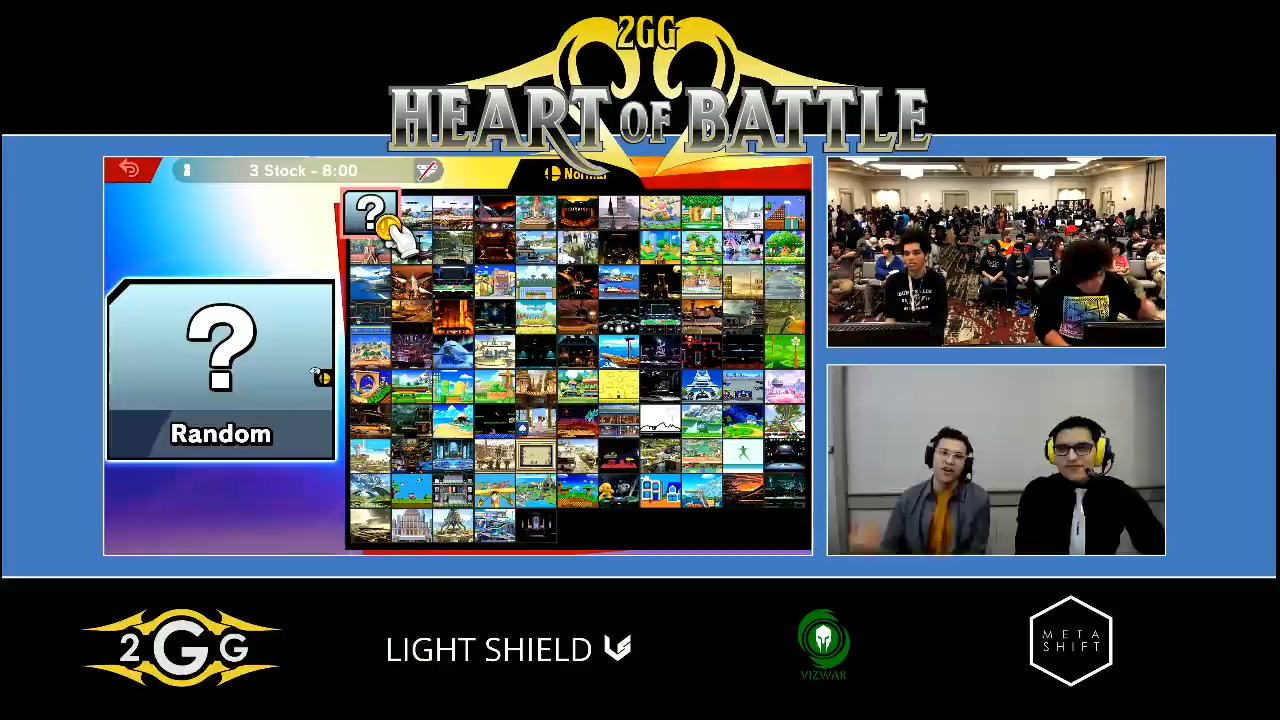 2GG
HEART OF BATTLE
3 Stock - 8:00
Normal
?
?
Random
2GG
LIGHT SHIELD
VIZWAR
META
SHIFT